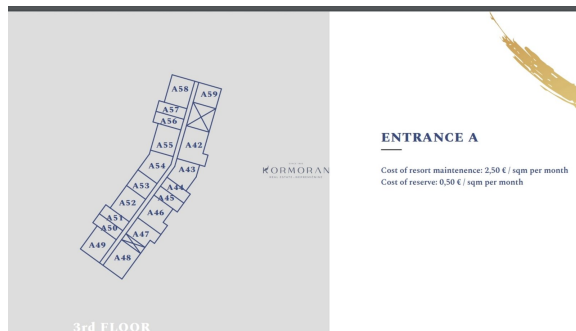 A58
A59
A57
A56
A42
A55
A54
A43
A53
A44
A45
A52
A46
A51
A50
A47
A49
A48
KORMORAN
ENTRANCE A
Cost of resort maintenence: 2,50 € / sqm per month
Cost of reserve: 0,50 € / sqm per month
3rd FLOOR